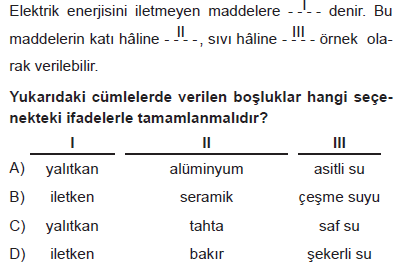 Elektrik enerjisini iletmeyen maddelere - -I- - denir. Bu
maddelerin katı hâline - -II- -, sıvı hâline - -III- - örnek ola-
rak verilebilir.
Yukarıdaki cümlelerde verilen boşluklar hangi seçe-
nekteki ifadelerle tamamlanmalıdır?
I II III
A) yalıtkan alüminyum asitli su
B) iletken seramik çeşme suyu
C) yalıtkan tahta saf su
D) iletken bakır şekerli su